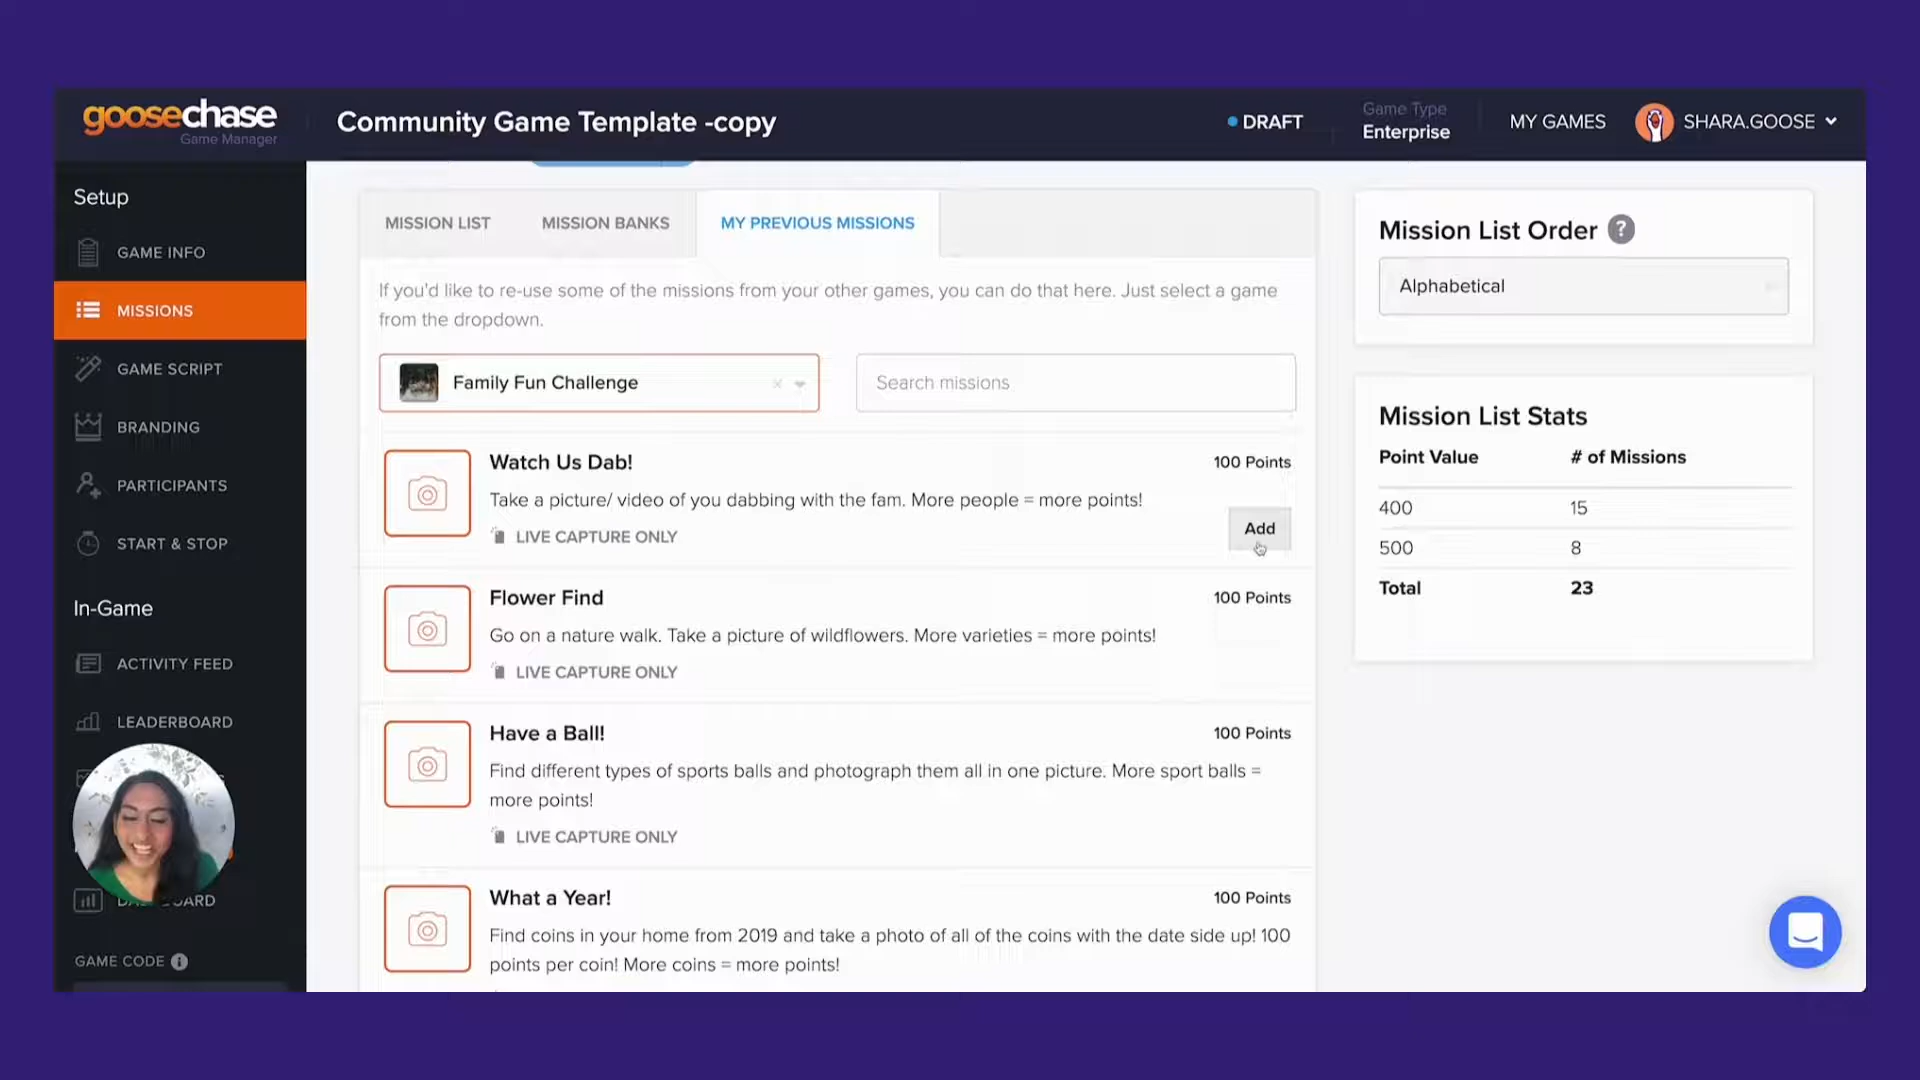 goosechase
Game Manager
Community Game Template -copy
DRAFT
Game Type
Enterprise
MY GAMES
SHARA.GOOSE
Setup
GAME INFO
MISSIONS
GAME SCRIPT
BRANDING
PARTICIPANTS
START & STOP
In-Game
ACTIVITY FEED
LEADERBOARD
GAME CODE
MISSION LIST
MISSION BANKS
MY PREVIOUS MISSIONS
If you'd like to re-use some of the missions from your other games, you can do that here. Just select a game
from the dropdown.
Family Fun Challenge
Search missions
Watch Us Dab!
100 Points
Take a picture/ video of you dabbing with the fam. More people = more points!
LIVE CAPTURE ONLY
Add
Flower Find
100 Points
Go on a nature walk. Take a picture of wildflowers. More varieties = more points!
LIVE CAPTURE ONLY
Have a Ball!
100 Points
Find different types of sports balls and photograph them all in one picture. More sport balls =
more points!
LIVE CAPTURE ONLY
What a Year!
100 Points
Find coins in your home from 2019 and take a photo of all of the coins with the date side up! 100
points per coin! More coins = more points!
Mission List Order ?
Alphabetical
Mission List Stats
Point Value # of Missions
400 15
500 8
Total 23